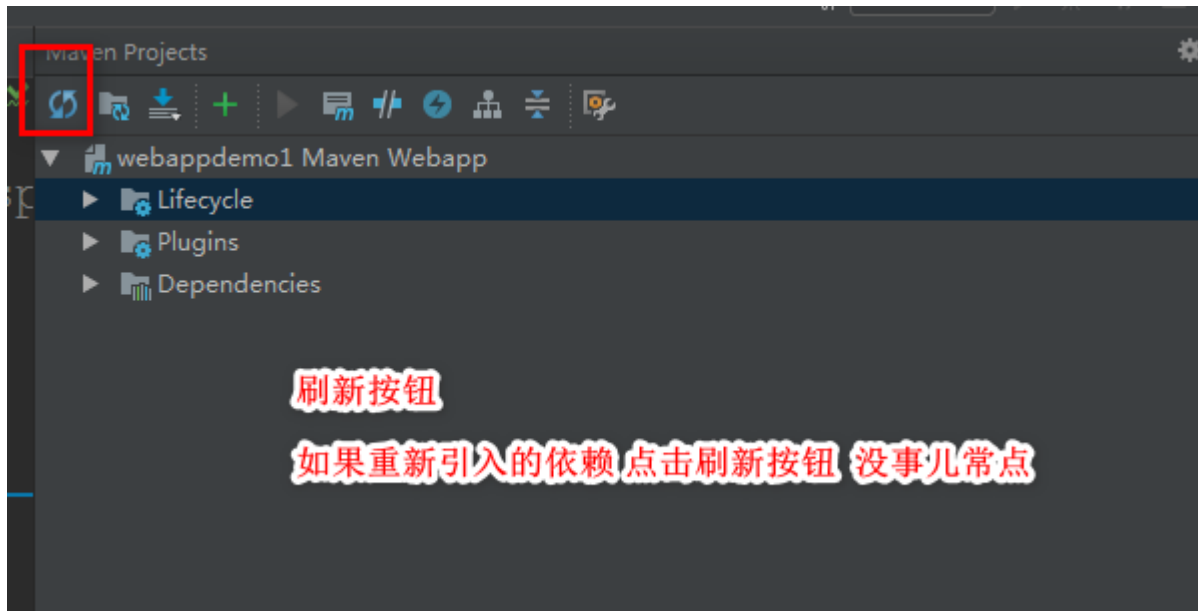 Maven Projects
webappdemo1 Maven Webapp
Lifecycle
Plugins
Dependencies
刷新按钮
如果重新引入的依赖 点击刷新按钮 没事儿常点